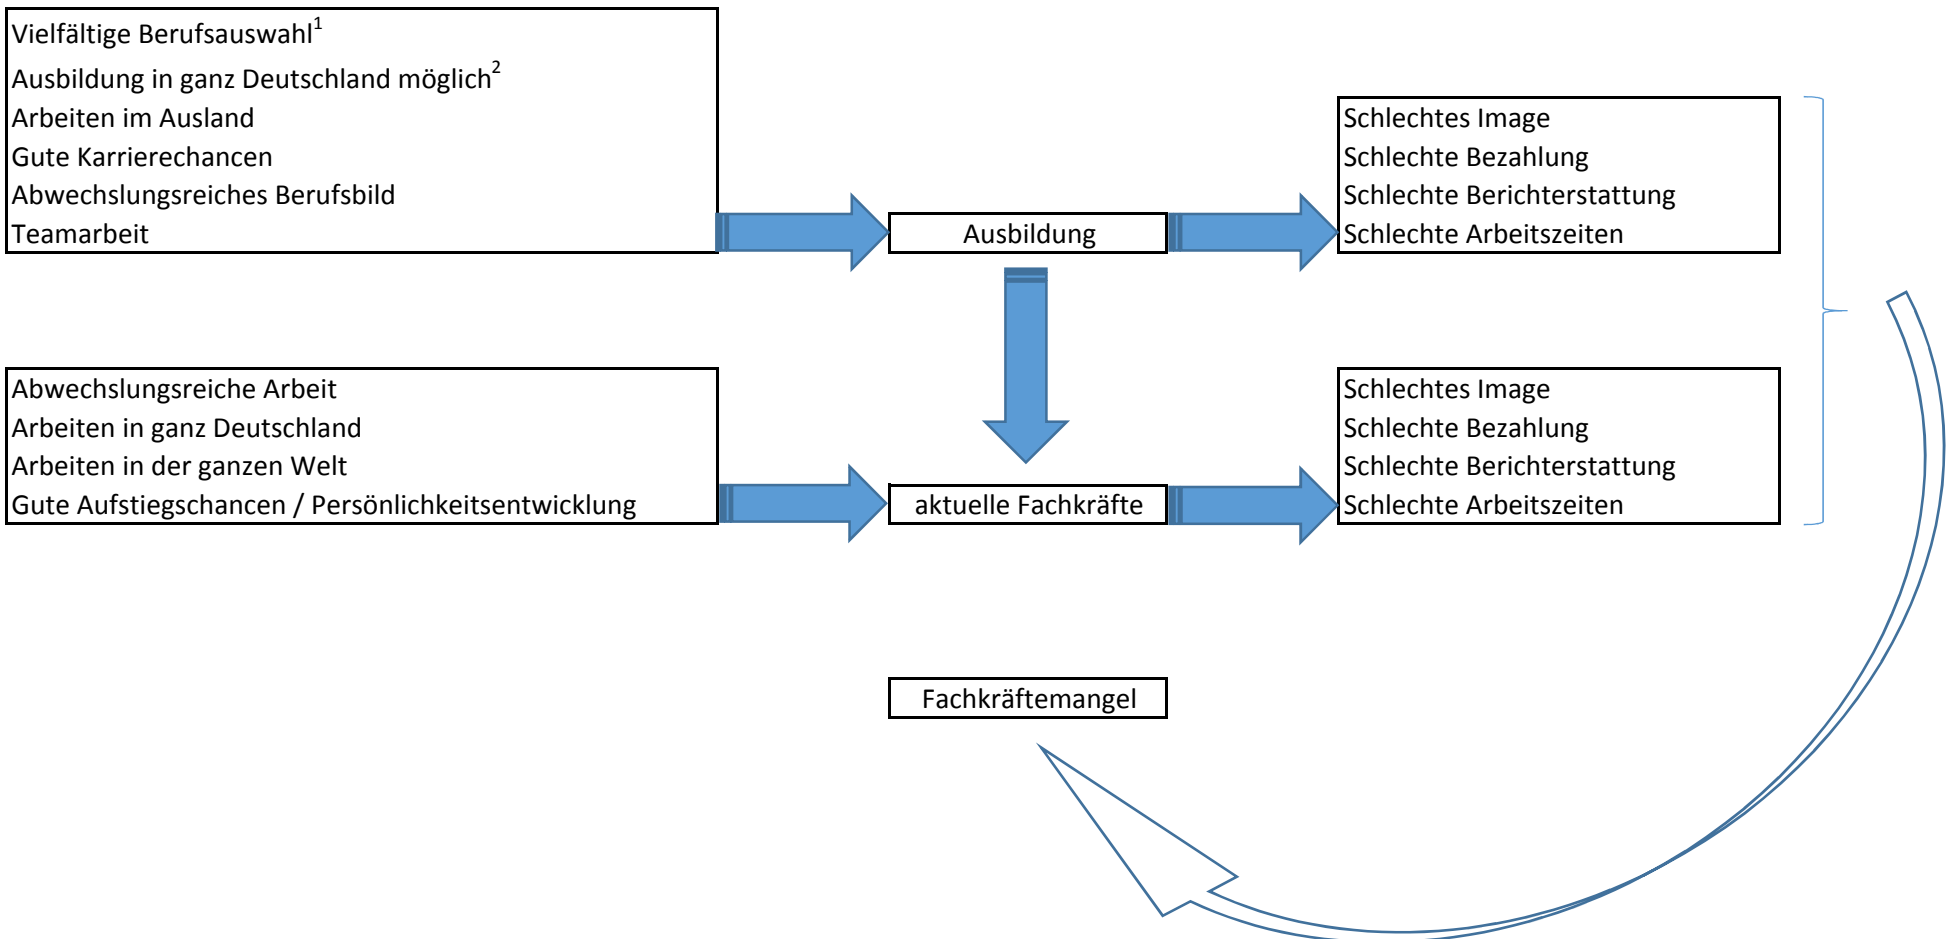 Vielfältige Berufsauswahl¹
Ausbildung in ganz Deutschland möglich²
Arbeiten im Ausland
Gute Karrierechancen
Abwechslungsreiches Berufsbild
Teamarbeit
Ausbildung
Schlechtes Image
Schlechte Bezahlung
Schlechte Berichterstattung
Schlechte Arbeitszeiten
Abwechslungsreiche Arbeit
Arbeiten in ganz Deutschland
Arbeiten in der ganzen Welt
Gute Aufstiegschancen / Persönlichkeitsentwicklung
aktuelle Fachkräfte
Schlechtes Image
Schlechte Bezahlung
Schlechte Berichterstattung
Schlechte Arbeitszeiten
Fachkräftemangel